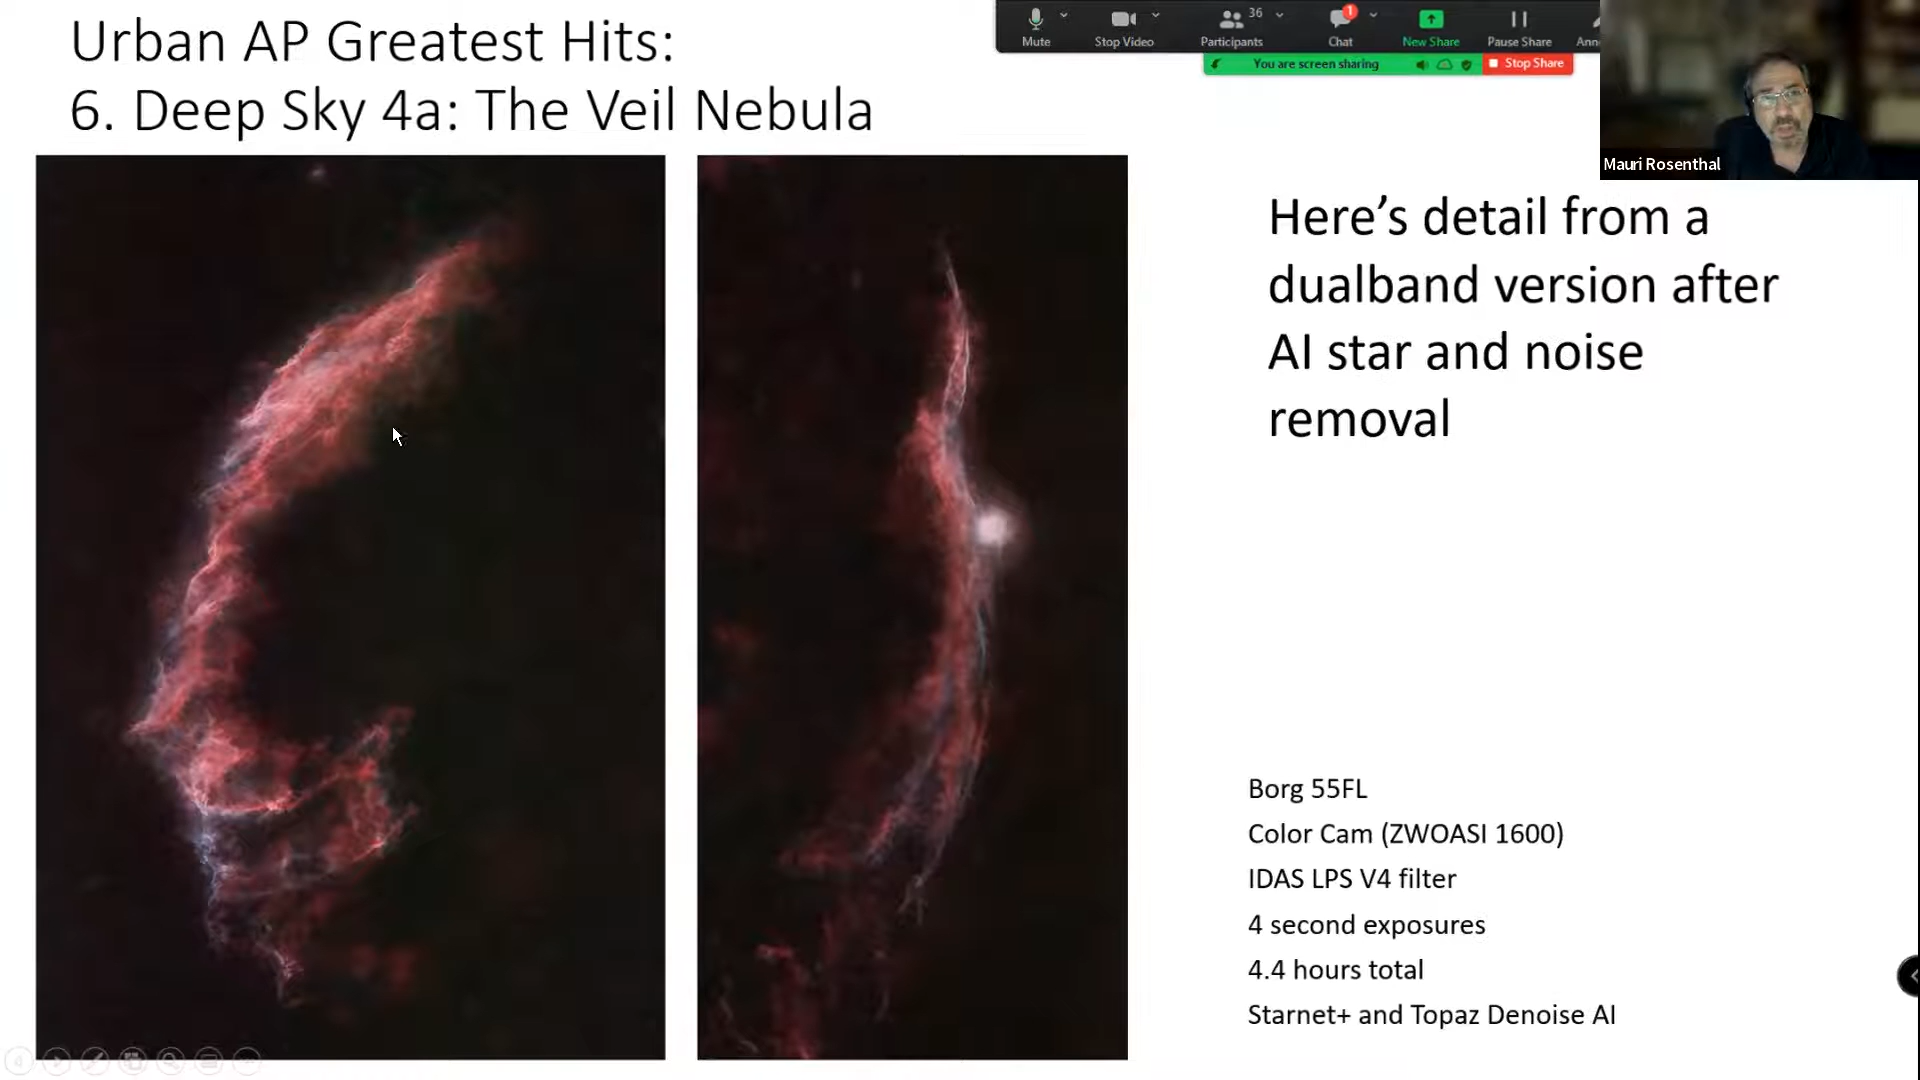 Urban AP Greatest Hits:
6. Deep Sky 4a: The Veil Nebula
Mute
Stop Video
36
Participants
1
Chat
New Share
Pause Share
Ann
You are screen sharing
Stop Share
Mauri Rosenthal
Here's detail from a
dualband version after
AI star and noise
removal
Borg 55FL
Color Cam (ZWOASI 1600)
IDAS LPS V4 filter
4 second exposures
4.4 hours total
Starnet+ and Topaz Denoise AI